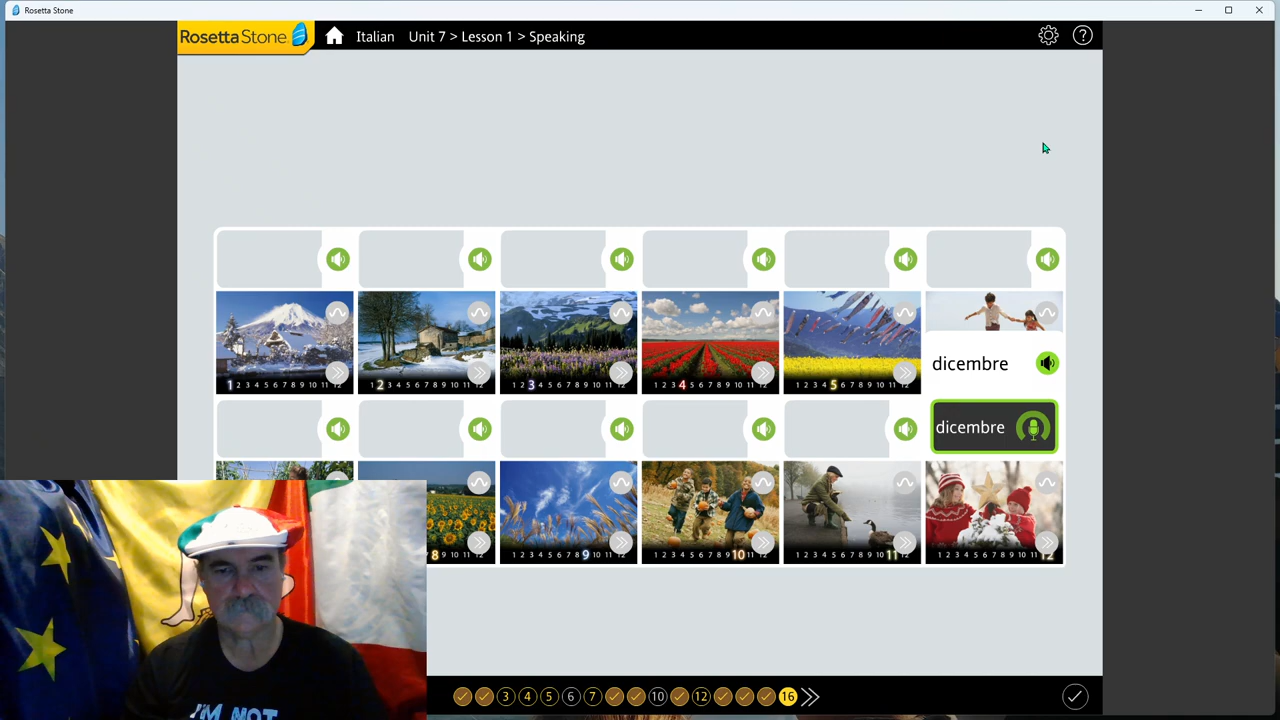 Rosetta Stone
RosettaStone
Italian Unit 7 > Lesson 1 > Speaking
1 2 3 4 5 6 7 8 9 10 11 12
1 2 3 4 5 6 7 8 9 10 11 12
1 2 3 4 5 6 7 8 9 10 11 12
1 2 3 4 5 6 7 8 9 10 11 12
1 2 3 4 5 6 7 8 9 10 11 12
dicembre
dicembre
8 9 10 11 12
1 2 3 4 5 6 7 8 9 10 11 12
1 2 3 4 5 6 7 8 9 10 11 12
1 2 3 4 5 6 7 8 9 10 11 12
1 2 3 4 5 6 7 8 9 10 11 12
I'M NOT
3 4 5 6 7 10 12 16